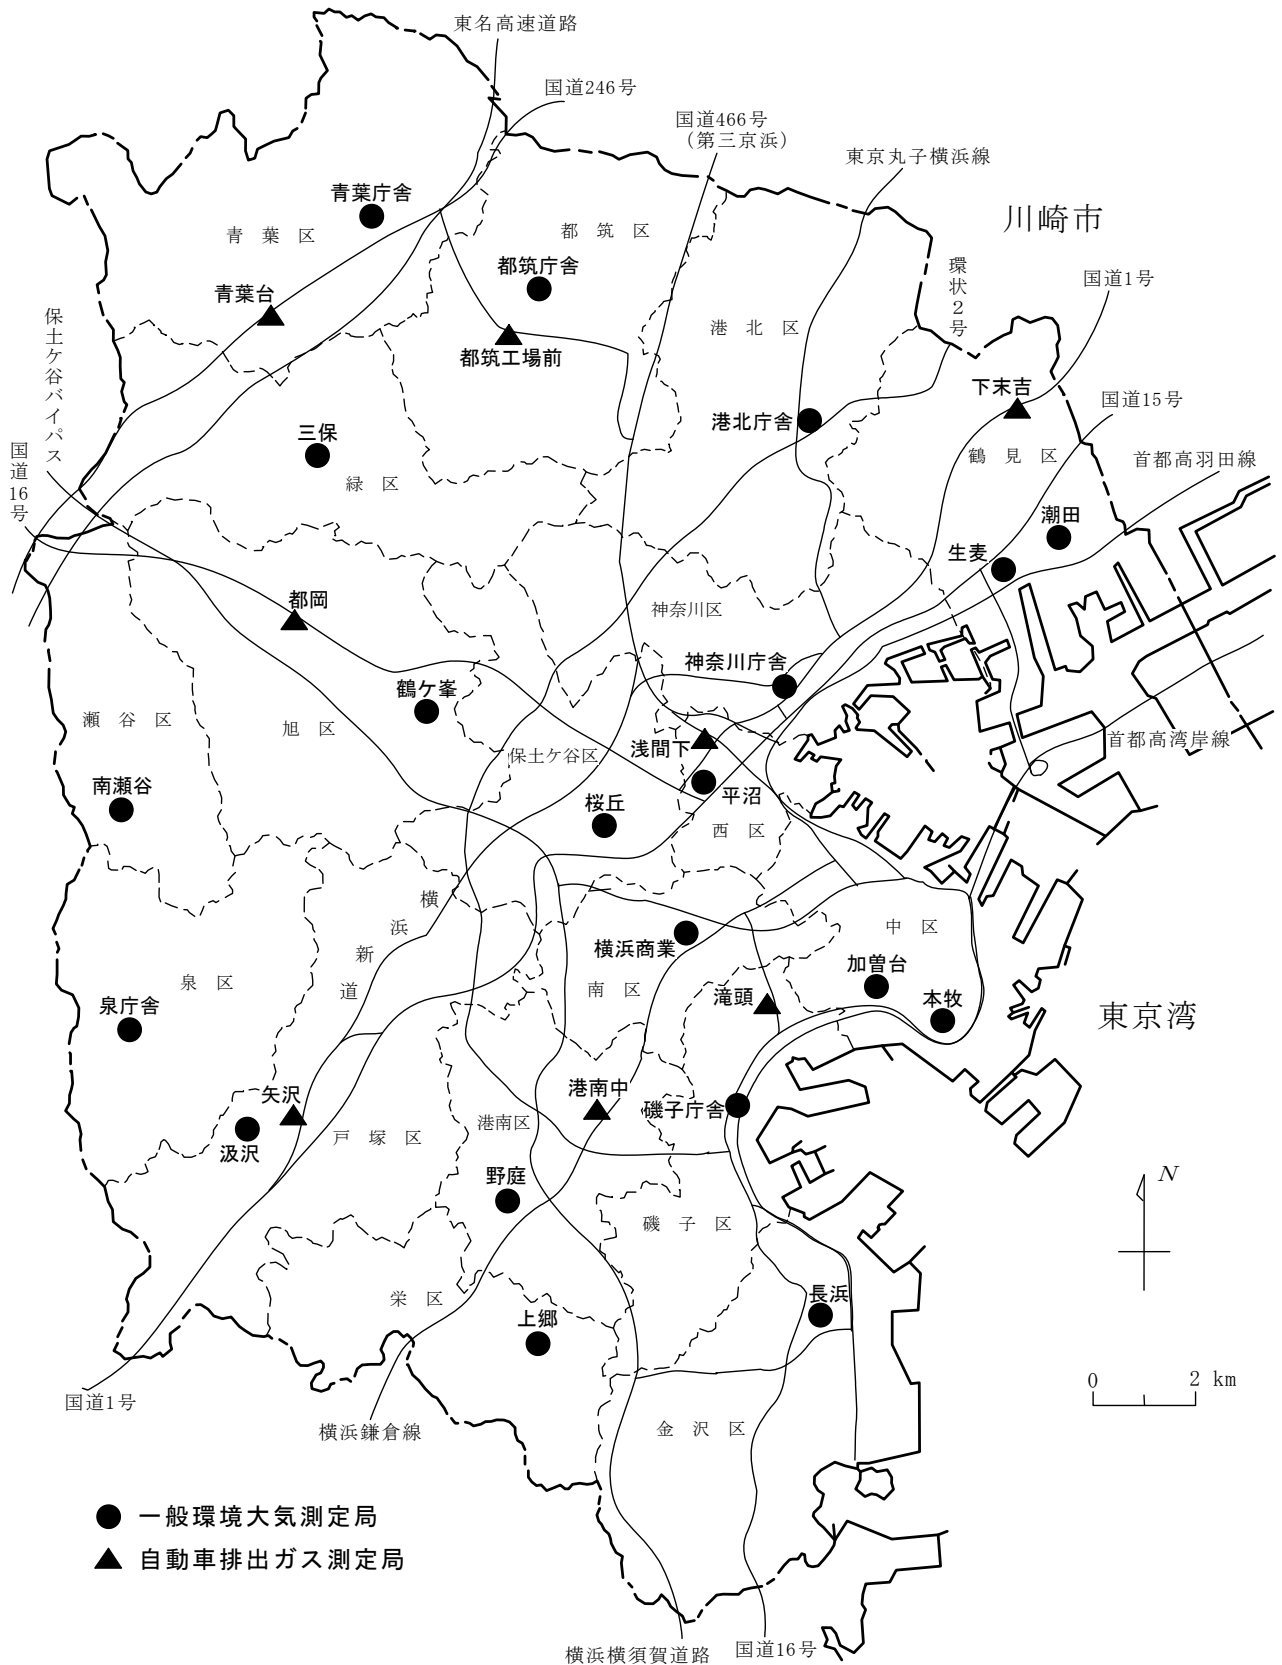 東名高速道路
国道246号
国道466号
（第三京浜）
東京丸子横浜線
川崎市
青葉庁舎
青葉区
都筑区
都筑庁舎
環状2号
国道1号
青葉台
保土ケ谷バイパス
港北区
都筑工場前
下末吉
国道15号
港北庁舎
三保
国道16号
緑区
鶴見区
首都高羽田線
潮田
生麦
都岡
神奈川区
神奈川庁舎
鶴ケ峯
瀬谷区
旭区
保土ケ谷区
浅間下
首都高湾岸線
南瀬谷
桜丘
平沼
西区
横浜新道
中区
横浜商業
泉区
南区
加曽台
滝頭
本牧
泉庁舎
東京湾
矢沢
港南中
磯子庁舎
戸塚区
港南区
汲沢
野庭
N
磯子区
栄区
長浜
上郷
0 2 km
国道1号
横浜鎌倉線
金沢区
一般環境大気測定局
自動車排出ガス測定局
横浜横須賀道路
国道16号